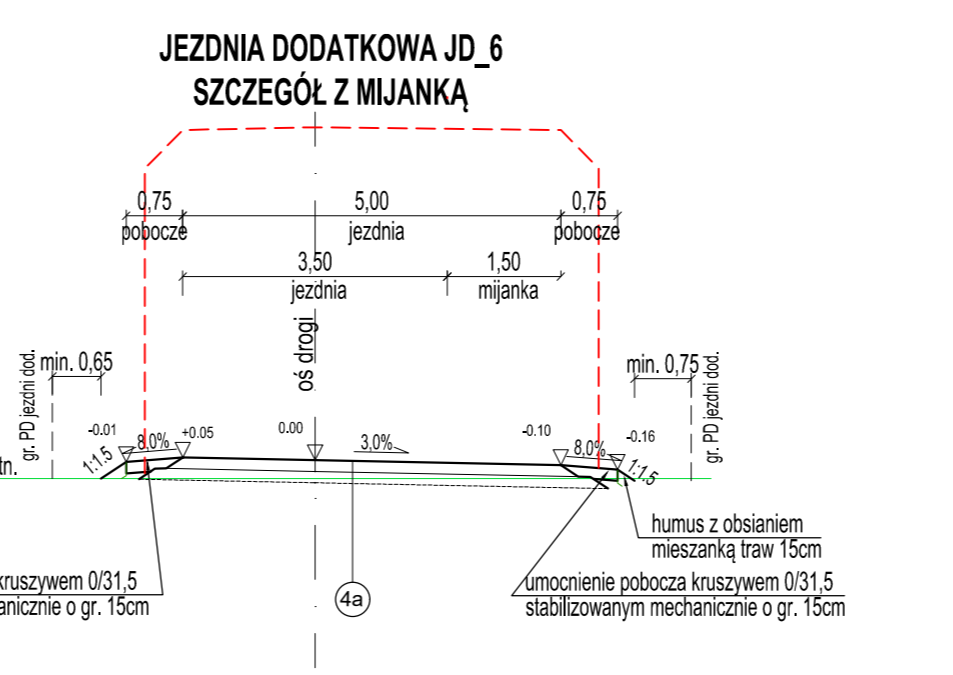 JEZDNIA DODATKOWA JD_6
SZCZEGÓŁ Z MIJANKĄ
0,75
5,00
0,75
pobocze
jezdnia
pobocze
3,50
1,50
jezdnia
mijanka
oś drogi
gr. PD jezdni dod.
min. 0,65
min. 0,75
gr. PD jezdni dod.
-0.01
+0.05
0.00
-0.10
-0.16
8,0%
3,0%
8,0%
1:1.5
1:1.5
tn.
humus z obsianiem
mieszanką traw 15cm
kruszywem 0/31,5
anicznie o gr. 15cm
4a
umocnienie pobocza kruszywem 0/31,5
stabilizowanym mechanicznie o gr. 15cm